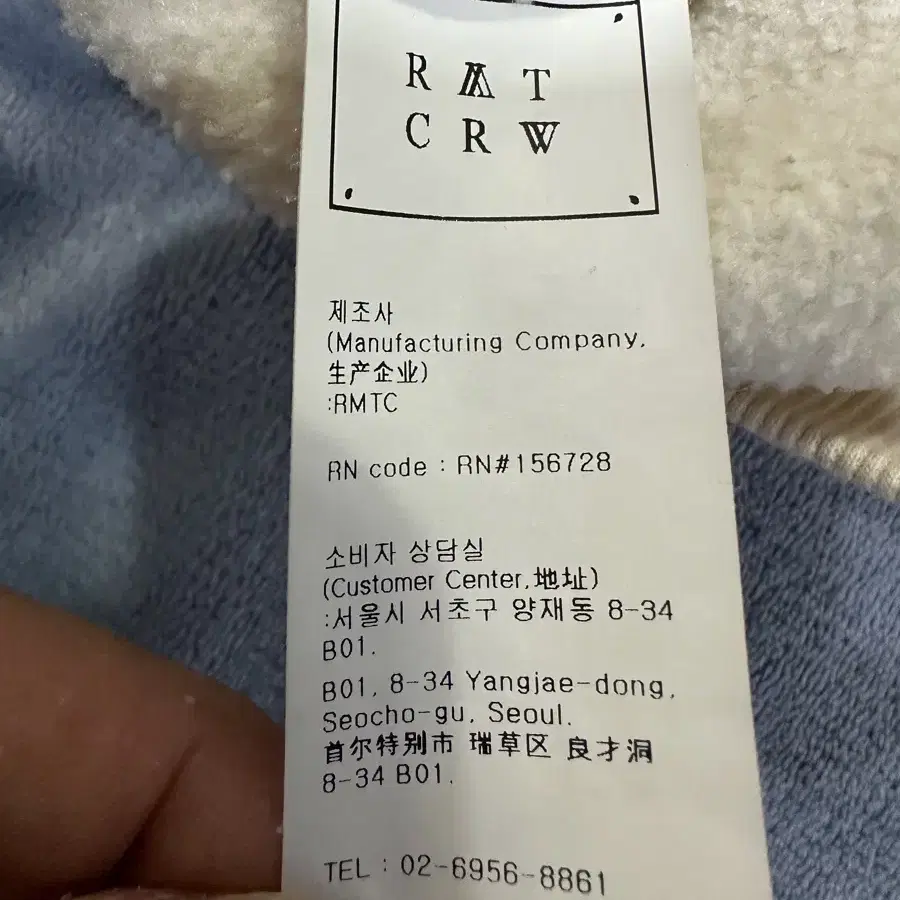 R M T
C R W
제조사
(Manufacturing Company,
生产企业)
:RMTC
RN code : RN#156728
소비자 상담실
(Customer Center,地址)
:서울시 서초구 양재동 8-34
B01.
B01, 8-34 Yangjae-dong,
Seocho-gu, Seoul.
首尔特别市 瑞草区 良才洞
8-34 B01.
TEL : 02-6956-8861